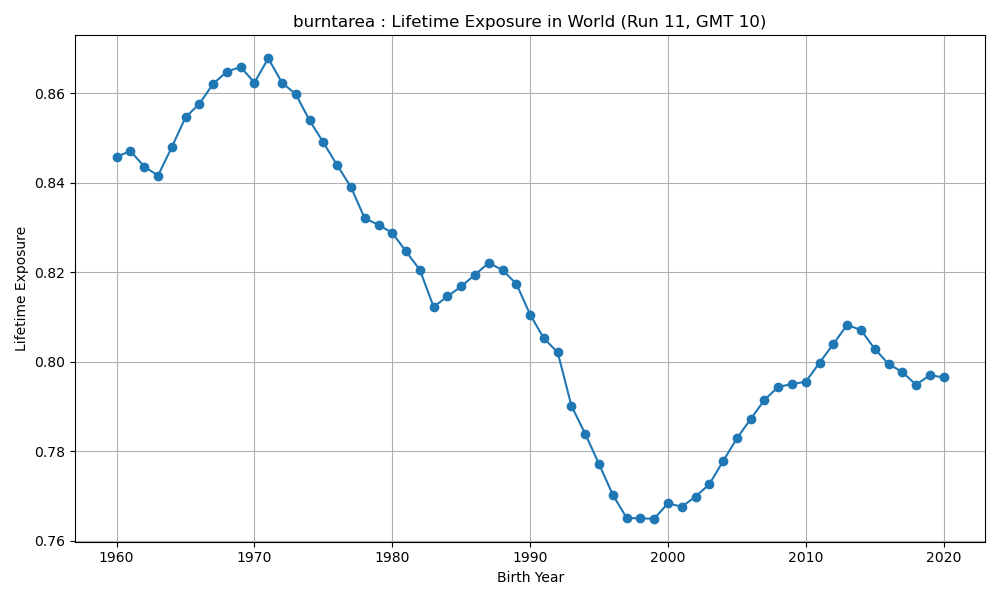 burntarea : Lifetime Exposure in World (Run 11, GMT 10)
Lifetime Exposure
0.86
0.84
0.82
0.80
0.78
0.76
1960 1970 1980 1990 2000 2010 2020
Birth Year